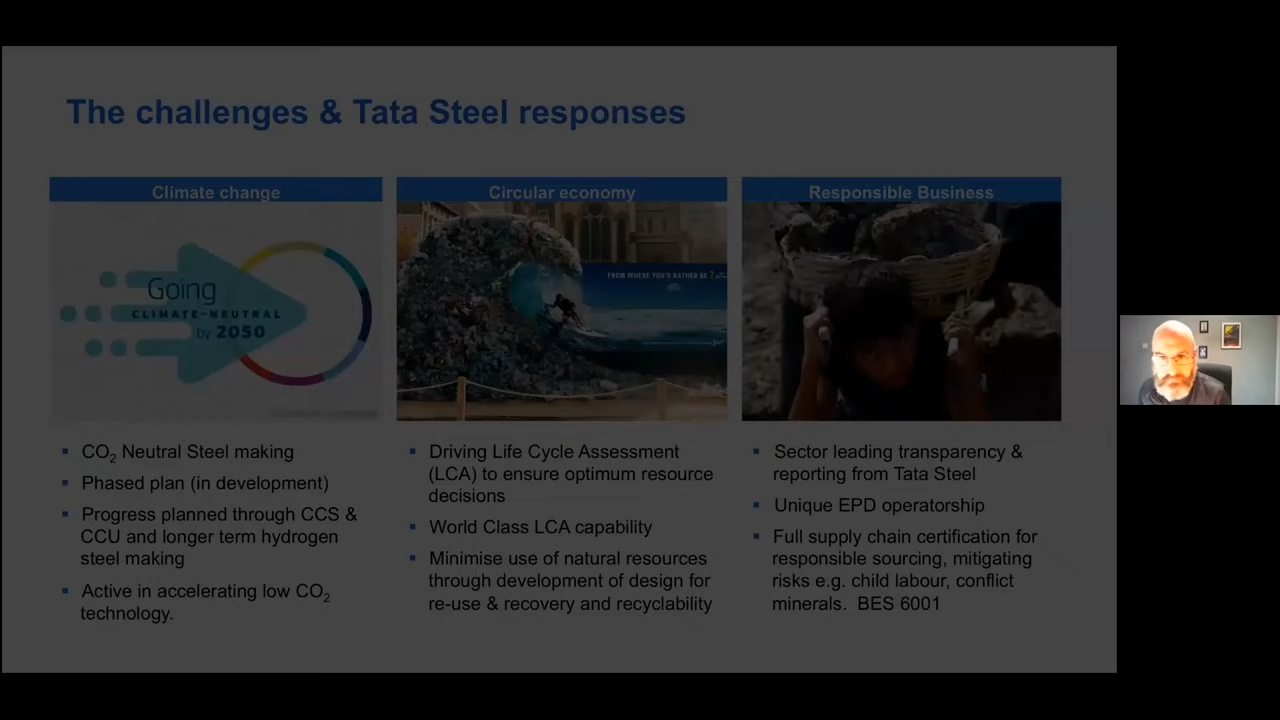 The challenges & Tata Steel responses
Climate change
Going
CLIMATE-NEUTRAL
by 2050
CO2 Neutral Steel making
Phased plan (in development)
Progress planned through CCS &
CCU and longer term hydrogen
steel making
Active in accelerating low CO2
technology.
Circular economy
FROM WHERE YOU'D RATHER BE
Driving Life Cycle Assessment
(LCA) to ensure optimum resource
decisions
World Class LCA capability
Minimise use of natural resources
through development of design for
re-use & recovery and recyclability
Responsible Business
Sector leading transparency &
reporting from Tata Steel
Unique EPD operatorship
Full supply chain certification for
responsible sourcing, mitigating
risks e.g. child labour, conflict
minerals. BES 6001